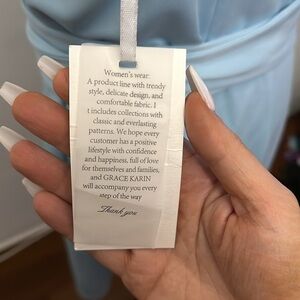 Women's wear:
A product line with trendy
style, delicate design, and
comfortable fabric. I
t includes collections with
classic and everlasting
patterns. We hope every
customer has a positive
lifestyle with confidence
and happiness, full of love
for themselves and families,
and GRACE KARIN
will accompany you every
step of the way
Thank you